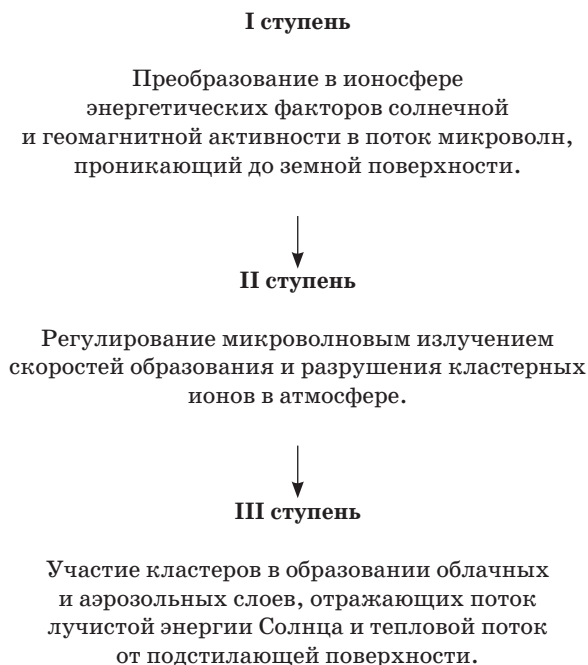 I ступень
Преобразование в ионосфере
энергетических факторов солнечной
и геомагнитной активности в поток микроволн,
проникающий до земной поверхности.
II ступень
Регулирование микроволновым излучением
скоростей образования и разрушения кластерных
ионов в атмосфере.
III ступень
Участие кластеров в образовании облачных
и аэрозольных слоев, отражающих поток
лучистой энергии Солнца и тепловой поток
от подстилающей поверхности.